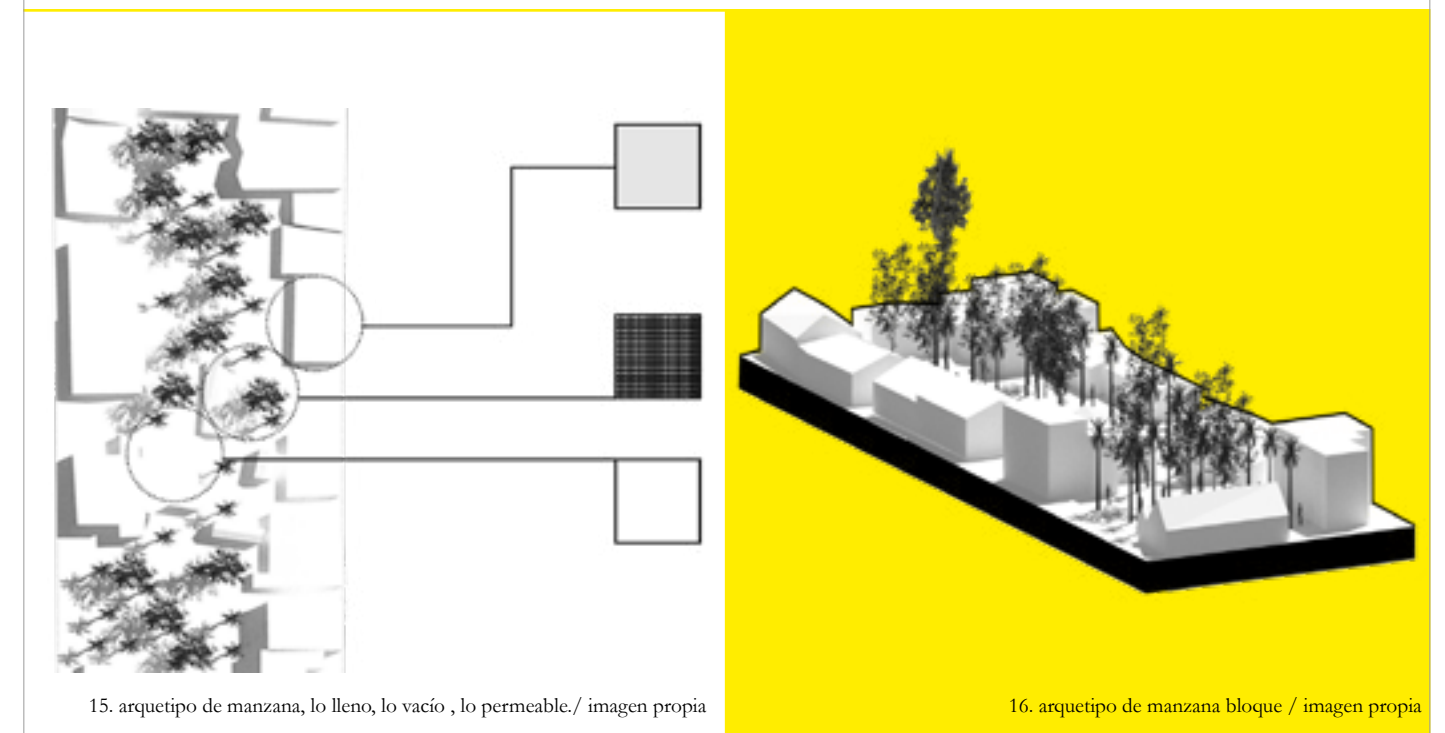 15. arquetipo de manzana, lo lleno, lo vacío , lo permeable./ imagen propia
16. arquetipo de manzana bloque / imagen propia